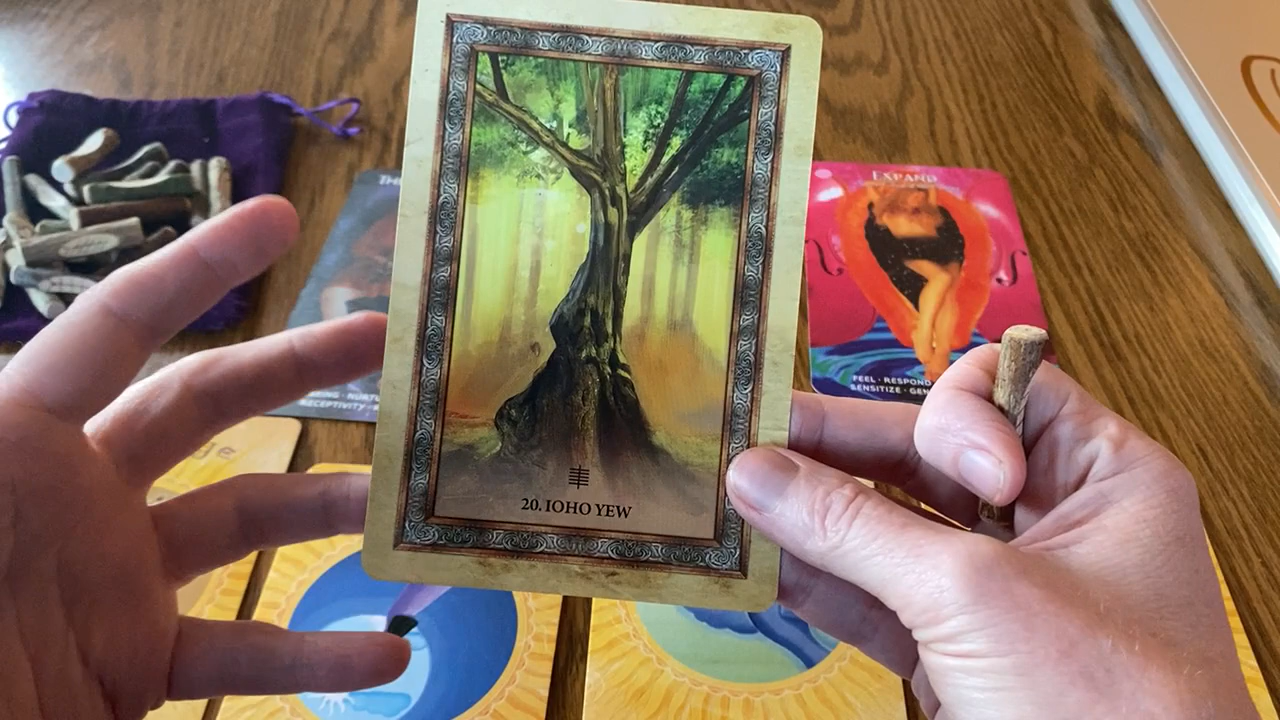 EXPAND
FEEL · RESPOND
SENSITIZE · GEN
RECEPTIVITY
20. IOHO YEW